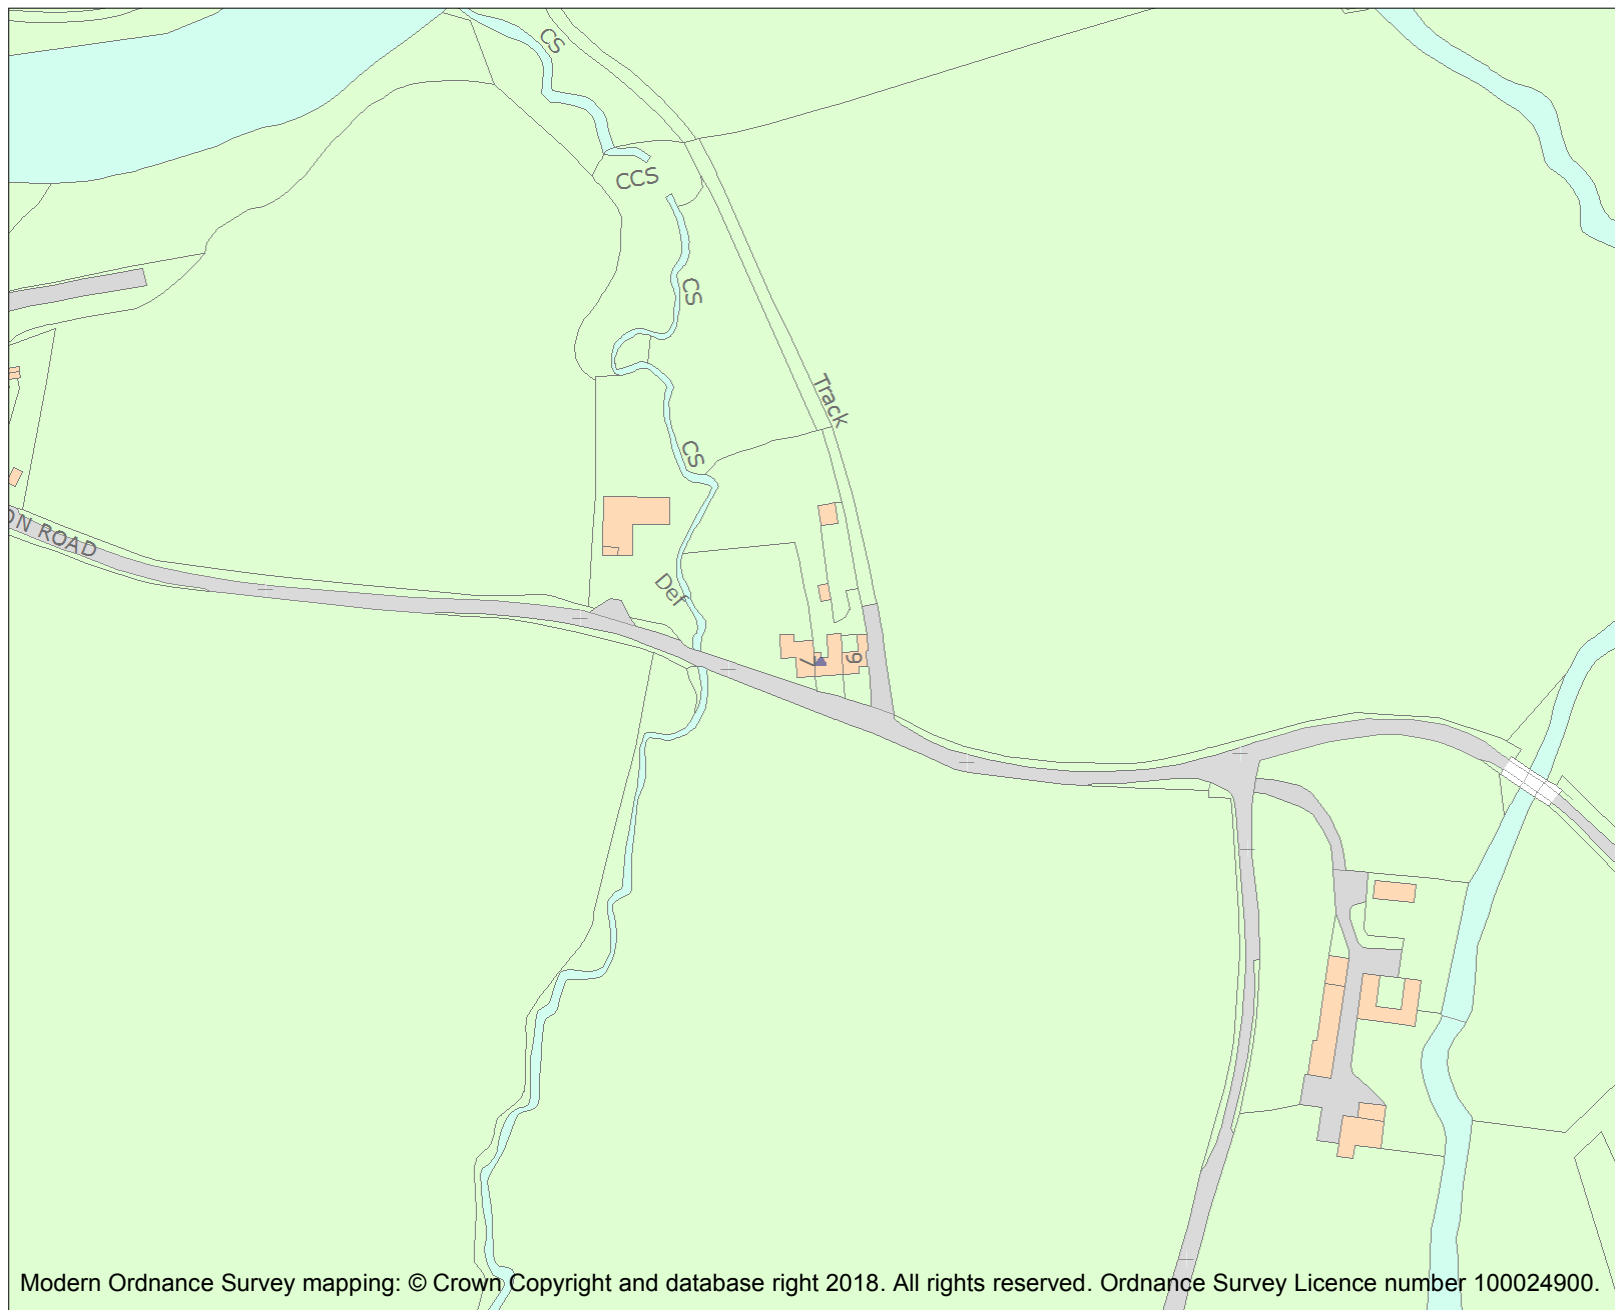 CS
CCS
CS
Track
CS
ON ROAD
Def
7
9
Modern Ordnance Survey mapping: © Crown Copyright and database right 2018. All rights reserved. Ordnance Survey Licence number 100024900.